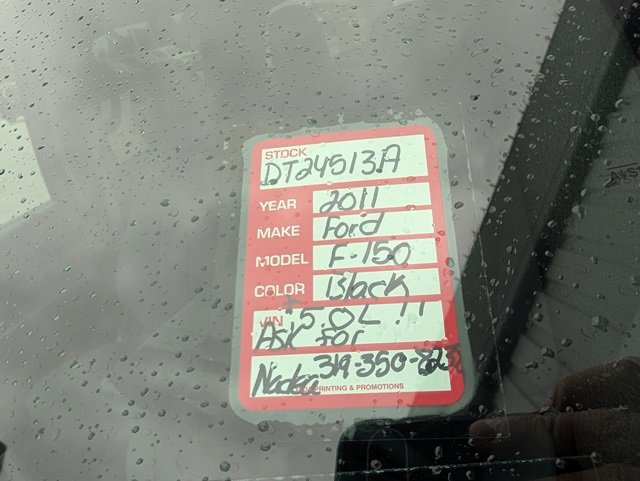 STOCK
DT24513A
YEAR 2011
MAKE Ford
MODEL F-150
COLOR Black
VIN "5.0L"
Ask For
319-350-
PRINTING & PROMOTIONS